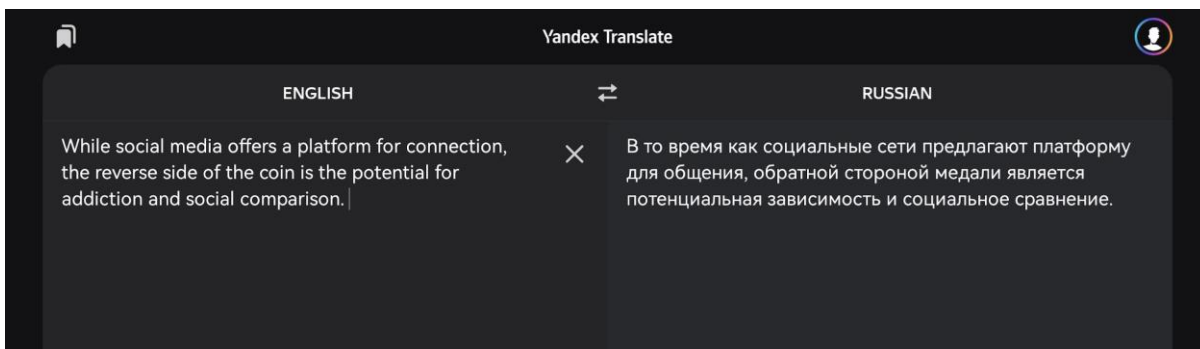 Yandex Translate
ENGLISH
RUSSIAN
While social media offers a platform for connection,
the reverse side of the coin is the potential for
addiction and social comparison.
В то время как социальные сети предлагают платформу
для общения, обратной стороной медали является
потенциальная зависимость и социальное сравнение.